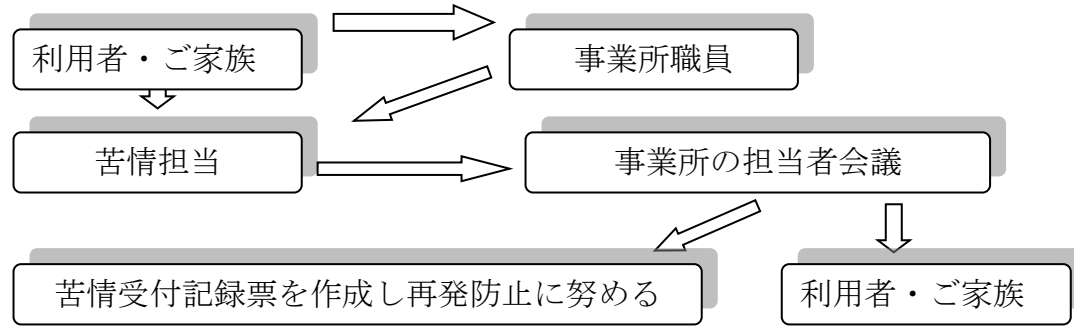 利用者・ご家族
事業所職員
苦情担当
事業所の担当者会議
苦情受付記録票を作成し再発防止に努める
利用者・ご家族